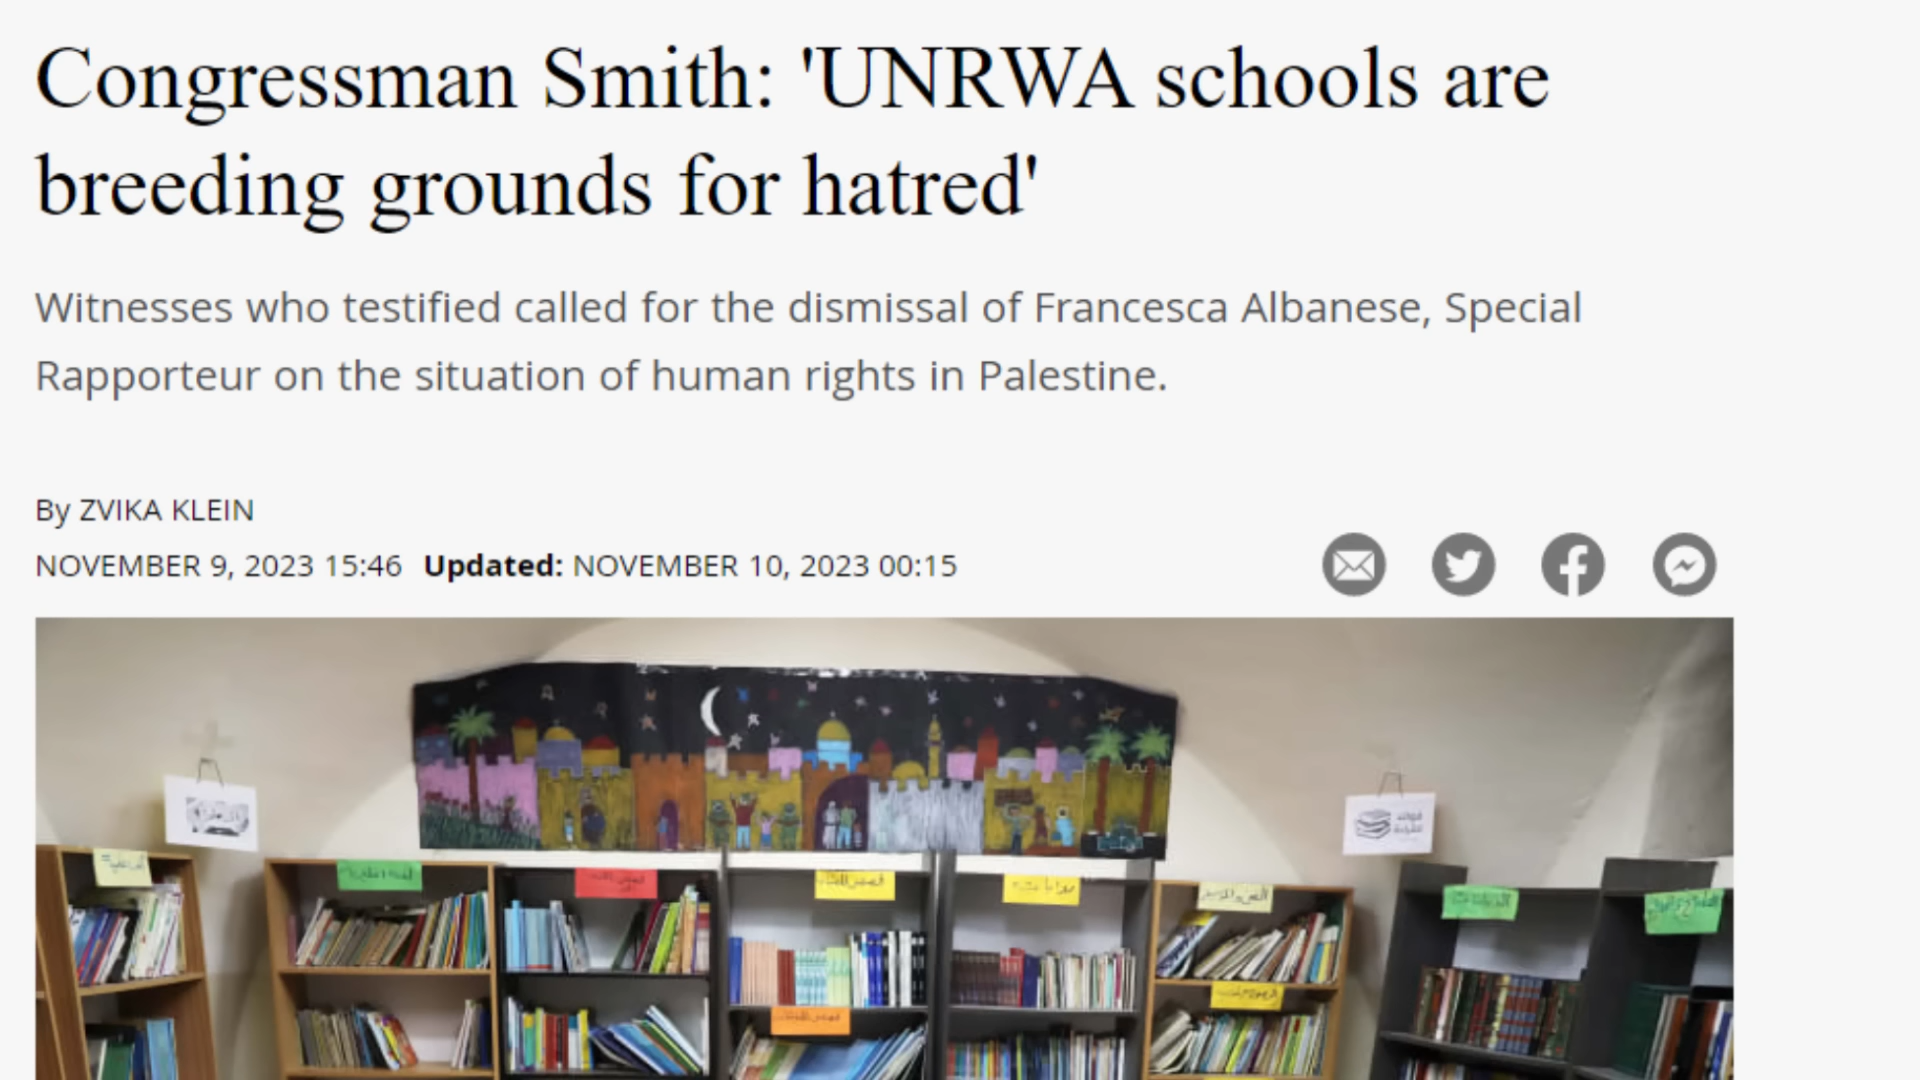 Congressman Smith: 'UNRWA schools are
breeding grounds for hatred'
Witnesses who testified called for the dismissal of Francesca Albanese, Special
Rapporteur on the situation of human rights in Palestine.
By ZVIKA KLEIN
NOVEMBER 9, 2023 15:46 Updated: NOVEMBER 10, 2023 00:15